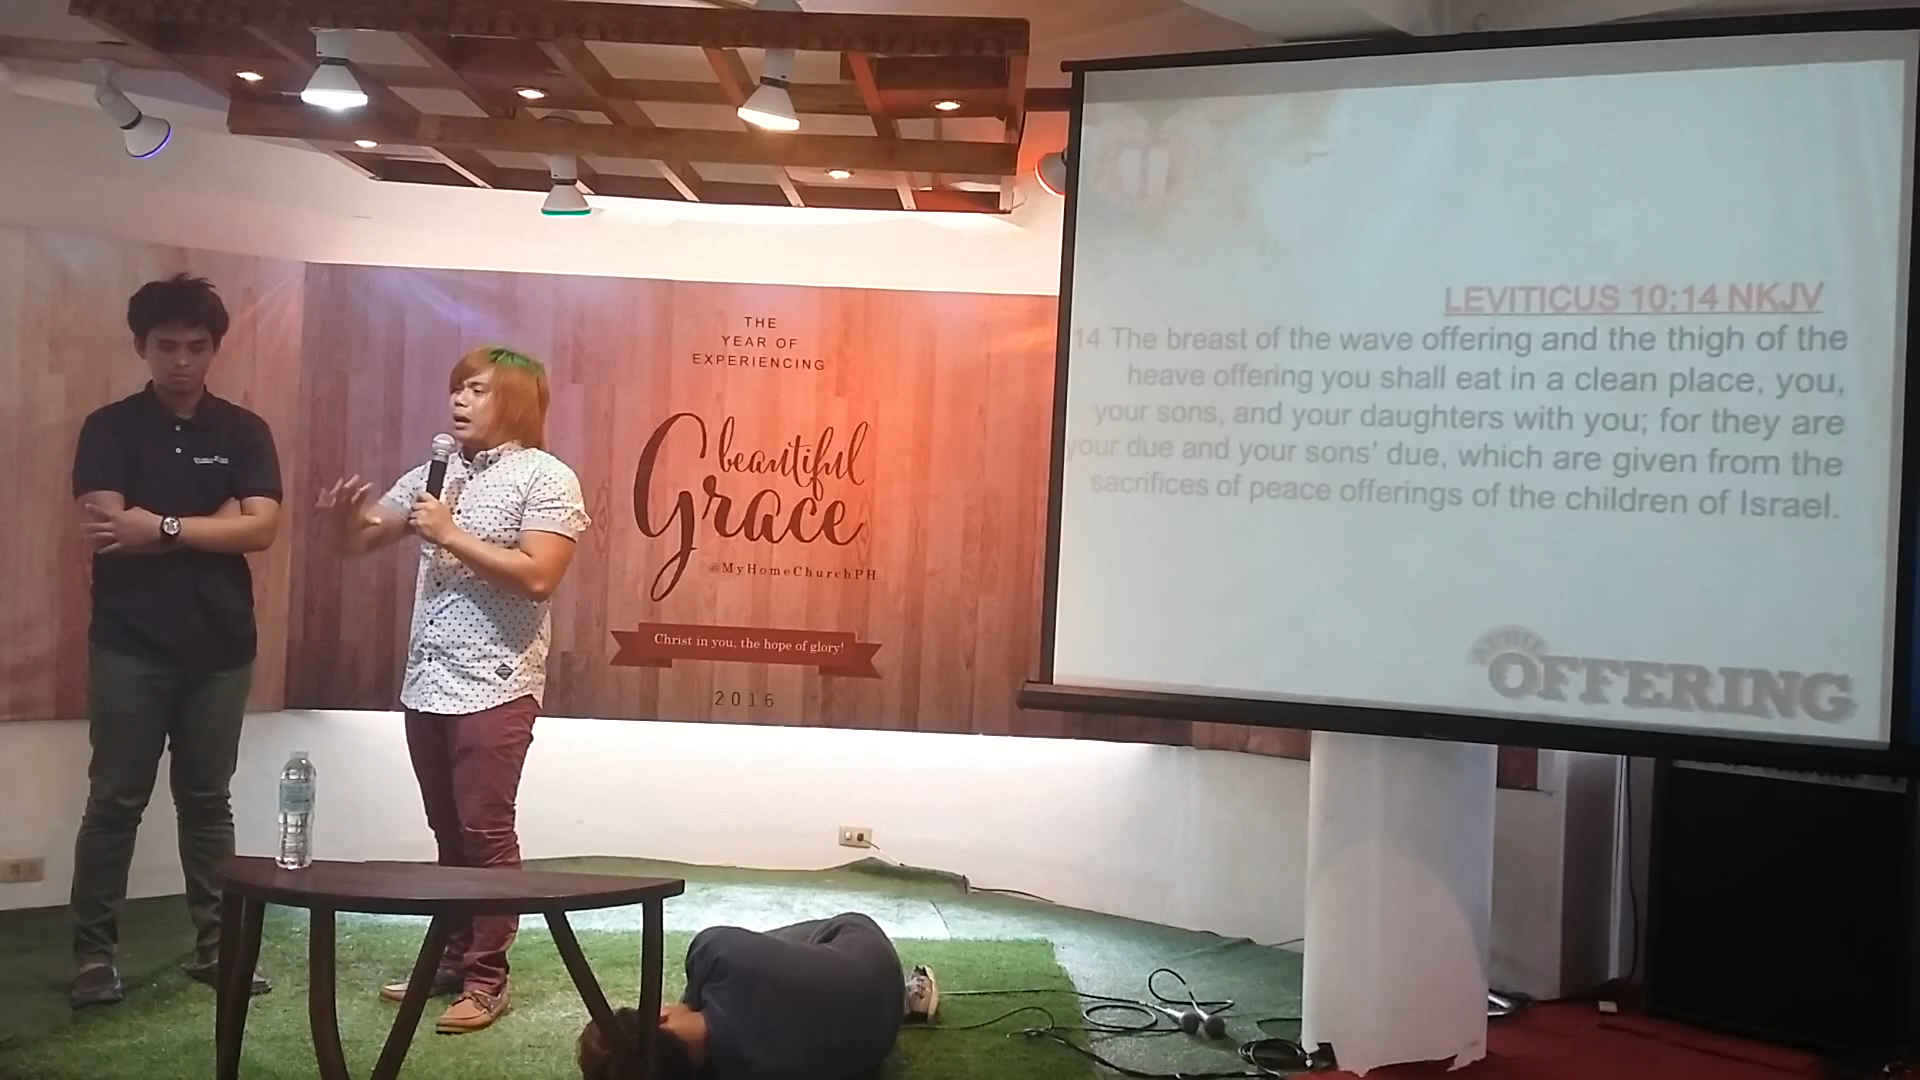 THE
YEAR OF
EXPERIENCING
beautiful
Grace
@MyHomeChurchPH
Christ in you, the hope of glory!
2016
LEVITICUS 10:14 NKJV
14 The breast of the wave offering and the thigh of the
heave offering you shall eat in a clean place, you,
your sons, and your daughters with you; for they are
your due and your sons' due, which are given from the
sacrifices of peace offerings of the children of Israel.
OFFERING